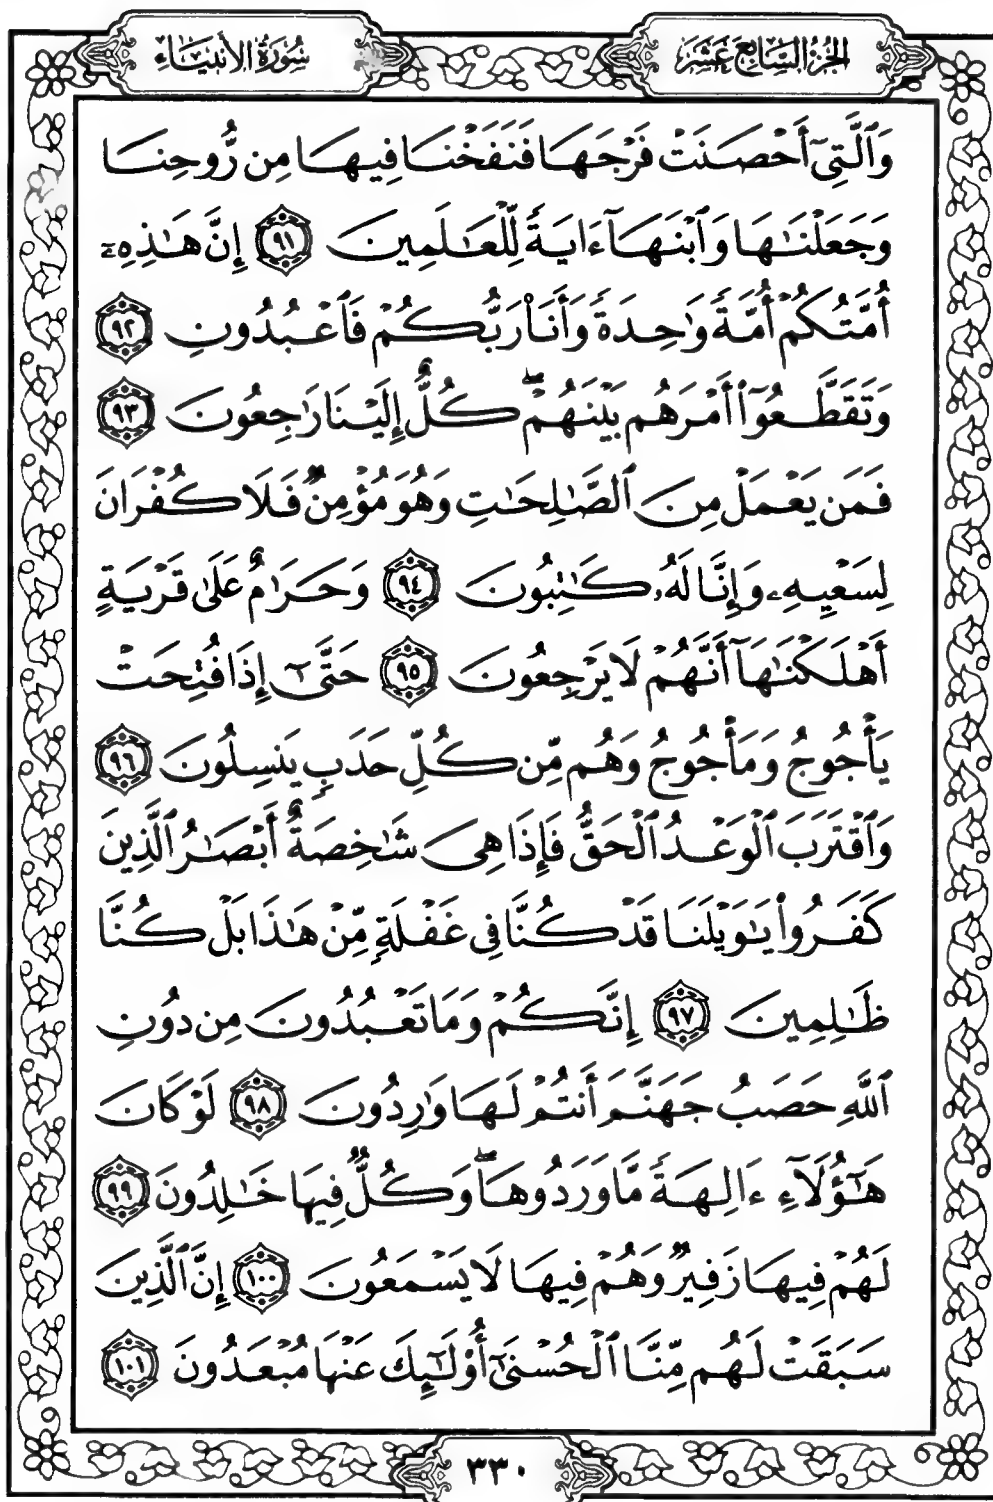 الجزء السابع عشر
سورة الأنبياء
وَٱلَّتِيٓ أَحْصَنَتْ فَرْجَهَا فَنَفَخْنَا فِيهَا مِن رُّوحِنَا
وَجَعَلْنَٰهَا وَٱبْنَهَآ ءَايَةً لِّلْعَٰلَمِينَ ٩١ إِنَّ هَٰذِهِۦٓ
أُمَّتُكُمْ أُمَّةً وَٰحِدَةً وَأَنَا۠ رَبُّكُمْ فَٱعْبُدُونِ ٩٢
وَتَقَطَّعُوٓا۟ أَمْرَهُم بَيْنَهُمْ ۖ كُلٌّ إِلَيْنَا رَٰجِعُونَ ٩٣
فَمَن يَعْمَلْ مِنَ ٱلصَّٰلِحَٰتِ وَهُوَ مُؤْمِنٌ فَلَا كُفْرَانَ
لِسَعْيِهِۦ وَإِنَّا لَهُۥ كَٰتِبُونَ ٩٤ وَحَرَٰمٌ عَلَىٰ قَرْيَةٍ
أَهْلَكْنَٰهَآ أَنَّهُمْ لَا يَرْجِعُونَ ٩٥ حَتَّىٰٓ إِذَا فُتِحَتْ
يَأْجُوجُ وَمَأْجُوجُ وَهُم مِّن كُلِّ حَدَبٍ يَنسِلُونَ ٩٦
وَٱقْتَرَبَ ٱلْوَعْدُ ٱلْحَقُّ فَإِذَا هِىَ شَٰخِصَةٌ أَبْصَٰرُ ٱلَّذِينَ
كَفَرُوا۟ يَٰوَيْلَنَا قَدْ كُنَّا فِى غَفْلَةٍ مِّنْ هَٰذَا بَلْ كُنَّا
ظَٰلِمِينَ ٩٧ إِنَّكُمْ وَمَا تَعْبُدُونَ مِن دُونِ
ٱللَّهِ حَصَبُ جَهَنَّمَ أَنتُمْ لَهَا وَٰرِدُونَ ٩٨ لَوْ كَانَ
هَٰٓؤُلَآءِ ءَالِهَةً مَّا وَرَدُوهَا ۖ وَكُلٌّ فِيهَا خَٰلِدُونَ ٩٩
لَهُمْ فِيهَا زَفِيرٌ وَهُمْ فِيهَا لَا يَسْمَعُونَ ١٠٠ إِنَّ ٱلَّذِينَ
سَبَقَتْ لَهُم مِّنَّا ٱلْحُسْنَىٰٓ أُو۟لَٰٓئِكَ عَنْهَا مُبْعَدُونَ ١٠١
٣٣٠